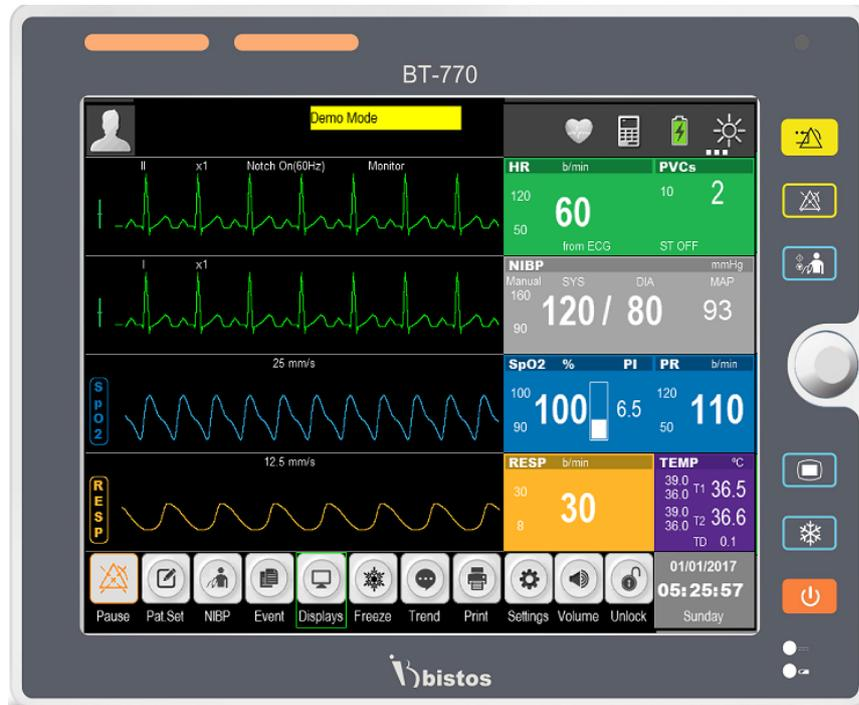 BT-770
Demo Mode
II x1 Notch On(60Hz) Monitor
HR b/min PVCs
120 60 10 2
50
from ECG ST OFF
I x1
NIBP mmHg
Manual SYS DIA MAP
160 120 / 80 93
90
25 mm/s
SpO2
SpO2 % PI PR b/min
100 100 6.5 120 110
90 50
12.5 mm/s
RESP
RESP b/min TEMP °C
30 30 39.0 T1 36.5
36.0
8 39.0 T2 36.6
36.0
TD 0.1
Pause Pat.Set NIBP Event Displays Freeze Trend Print Settings Volume Unlock
01/01/2017
05:25:57
Sunday
bistos